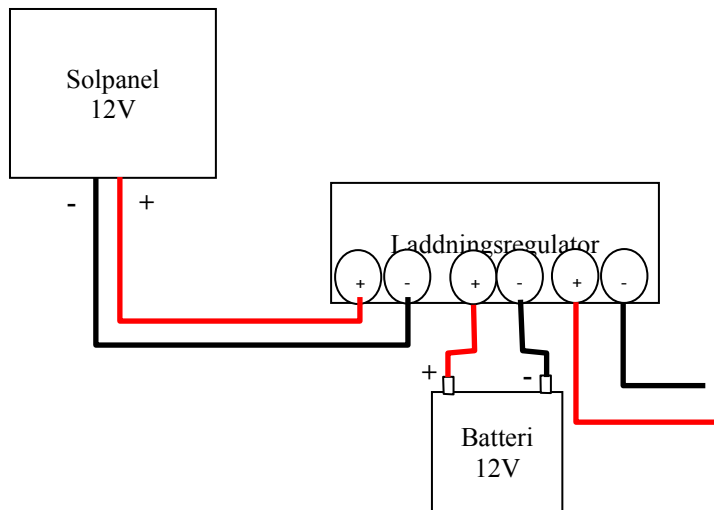 Solpanel
12V
- +
Laddningsregulator
+ - + - + -
+ -
Batteri
12V